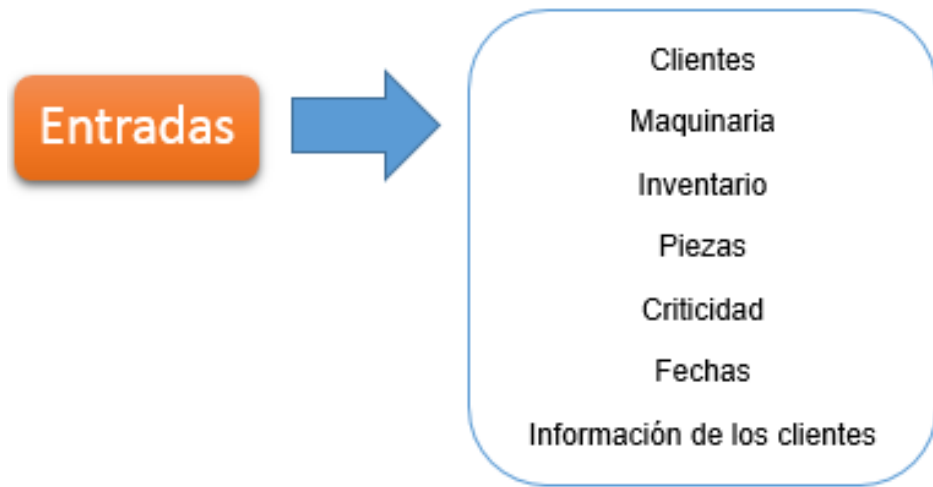 Entradas
Clientes
Maquinaria
Inventario
Piezas
Criticidad
Fechas
Información de los clientes